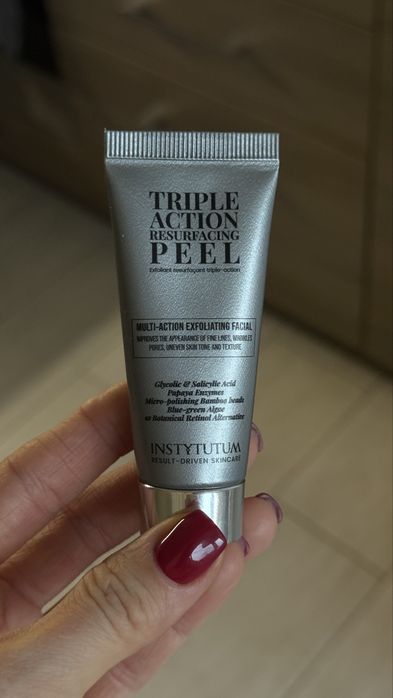 TRIPLE
ACTION
RESURFACING
PEEL
Exfoliant resurfaçant triple-action
MULTI-ACTION EXFOLIATING FACIAL
IMPROVES THE APPEARANCE OF FINE LINES, WRINKLES
PORES, UNEVEN SKIN TONE AND TEXTURE
Glycolic & Salicylic Acid
Papaya Enzymes
Micro-polishing Bamboo beads
Blue-green Algae
as Botanical Retinol Alternative
INSTYTUTUM
RESULT-DRIVEN SKINCARE